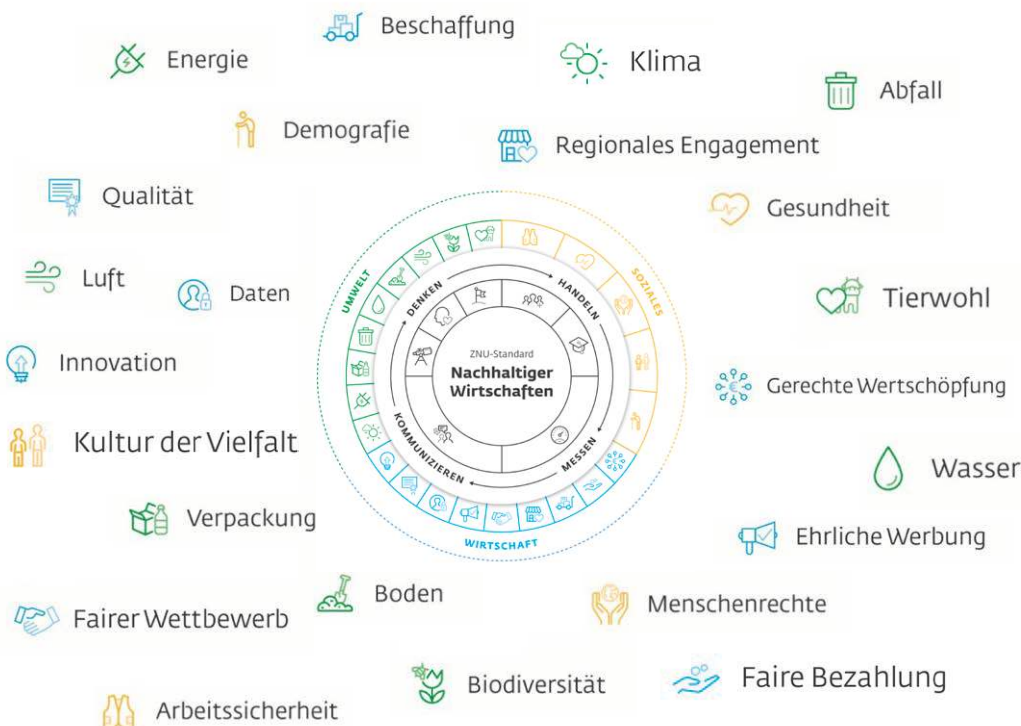 Beschaffung
Energie
Klima
Abfall
Demografie
Regionales Engagement
Qualität
Gesundheit
Luft
Daten
UMWELT
DENKEN
HANDELN
SOZIALES
Tierwohl
ZNU-Standard
Nachhaltiger
Wirtschaften
Innovation
Gerechte Wertschöpfung
Kultur der Vielfalt
KOMMUNIZIEREN
MESSEN
Wasser
Verpackung
WIRTSCHAFT
Ehrliche Werbung
Boden
Menschenrechte
Fairer Wettbewerb
Biodiversität
Faire Bezahlung
Arbeitssicherheit